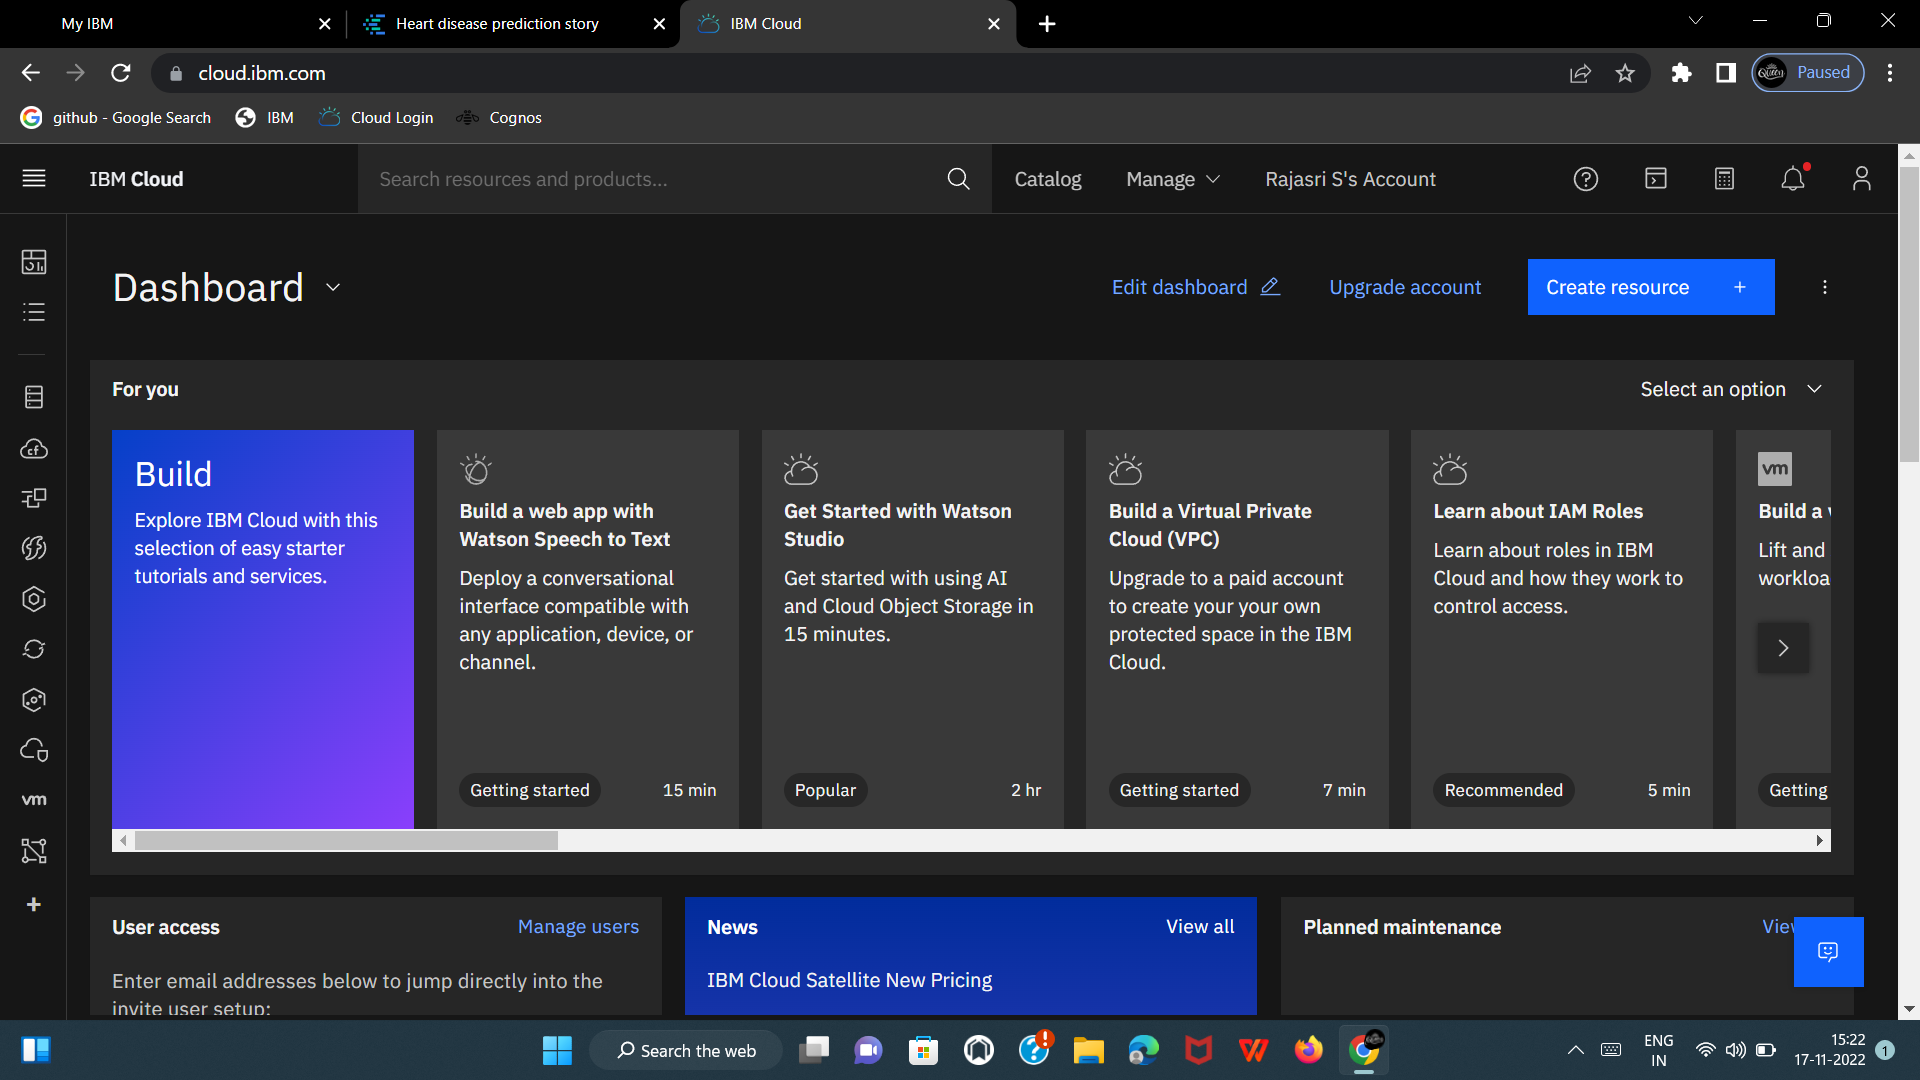 My IBM
Heart disease prediction story
IBM Cloud
cloud.ibm.com
Paused
github - Google Search
IBM
Cloud Login
Cognos
IBM Cloud
Search resources and products...
Catalog
Manage
Rajasri S's Account
Dashboard
Edit dashboard
Upgrade account
Create resource +
For you
Select an option
Build
Explore IBM Cloud with this
selection of easy starter
tutorials and services.
Build a web app with
Watson Speech to Text
Deploy a conversational
interface compatible with
any application, device, or
channel.
Getting started
15 min
Get Started with Watson
Studio
Get started with using AI
and Cloud Object Storage in
15 minutes.
Popular
2 hr
Build a Virtual Private
Cloud (VPC)
Upgrade to a paid account
to create your your own
protected space in the IBM
Cloud.
Getting started
7 min
Learn about IAM Roles
Learn about roles in IBM
Cloud and how they work to
control access.
Recommended
5 min
vm
Build a
Lift and
workloa
Getting
cf
vm
User access
Manage users
Enter email addresses below to jump directly into the
invite user setup:
News
View all
IBM Cloud Satellite New Pricing
Planned maintenance
Vie
Search the web
ENG
IN
15:22
17-11-2022
1